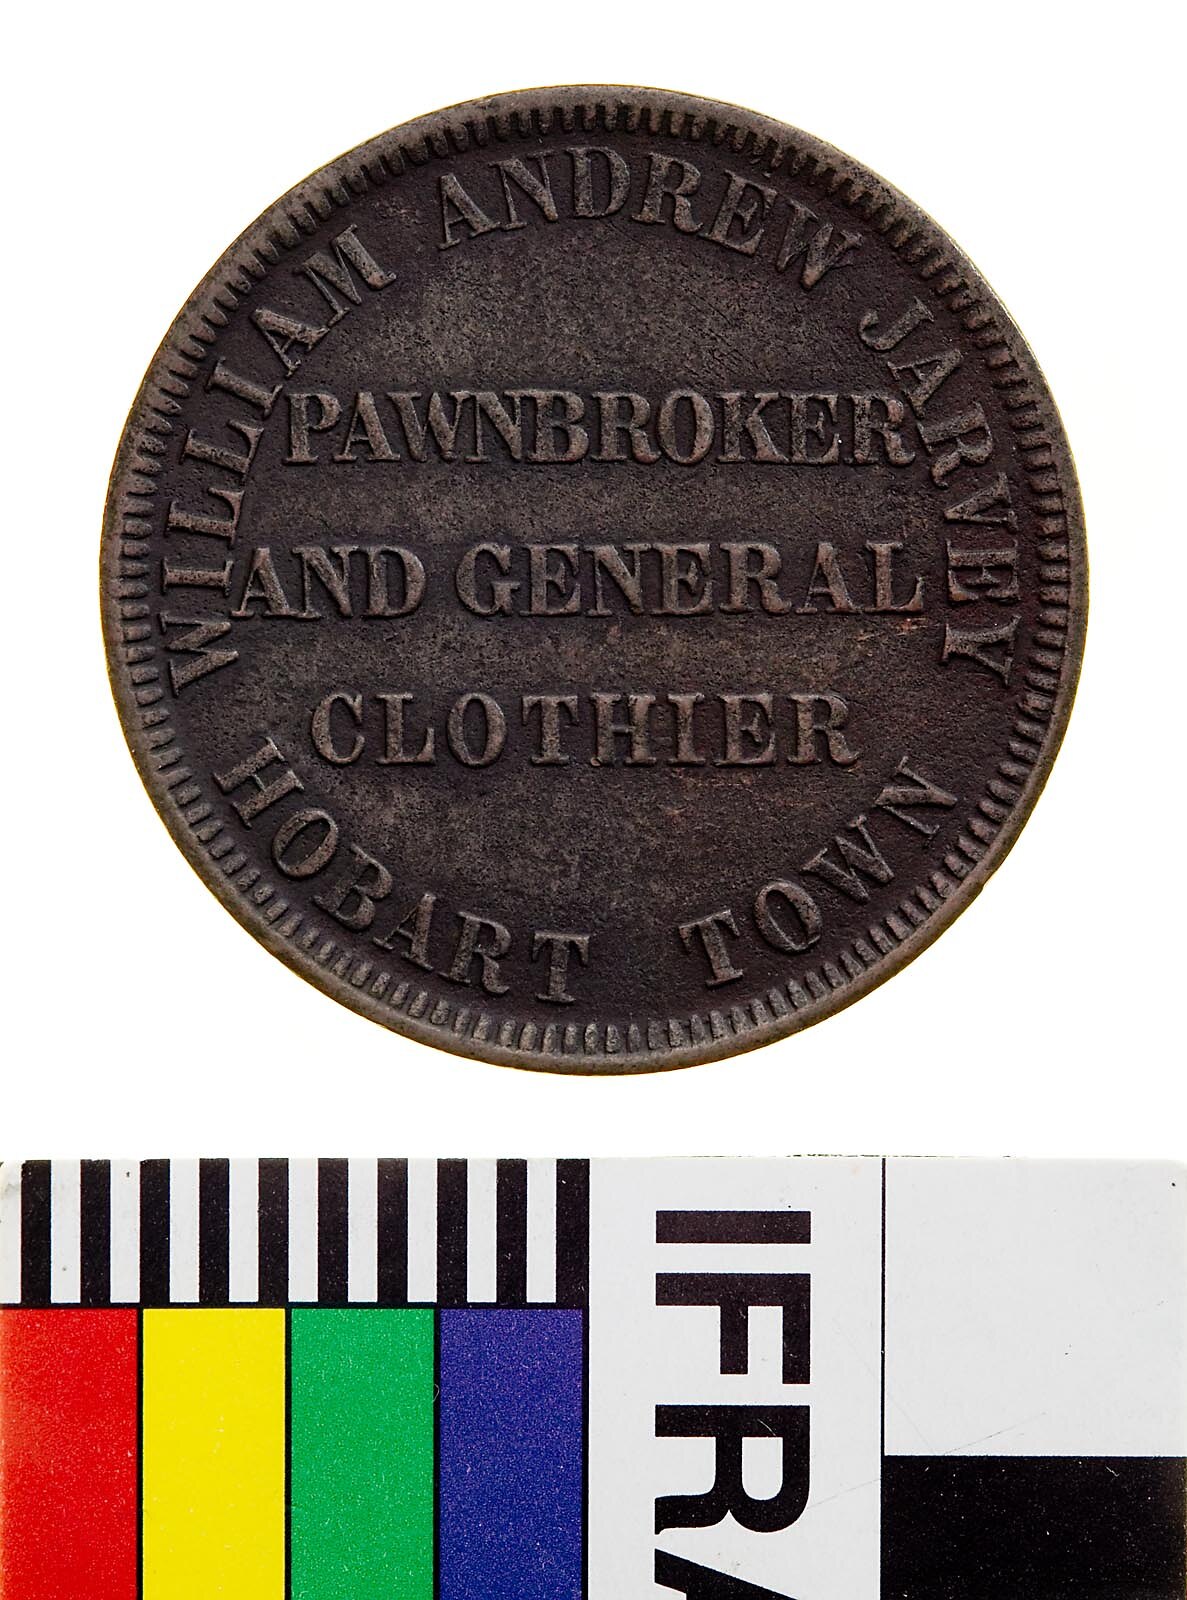 WILLIAM ANDREW JARVEY
PAWNBROKER
AND GENERAL
CLOTHIER
HOBART TOWN
IFRA